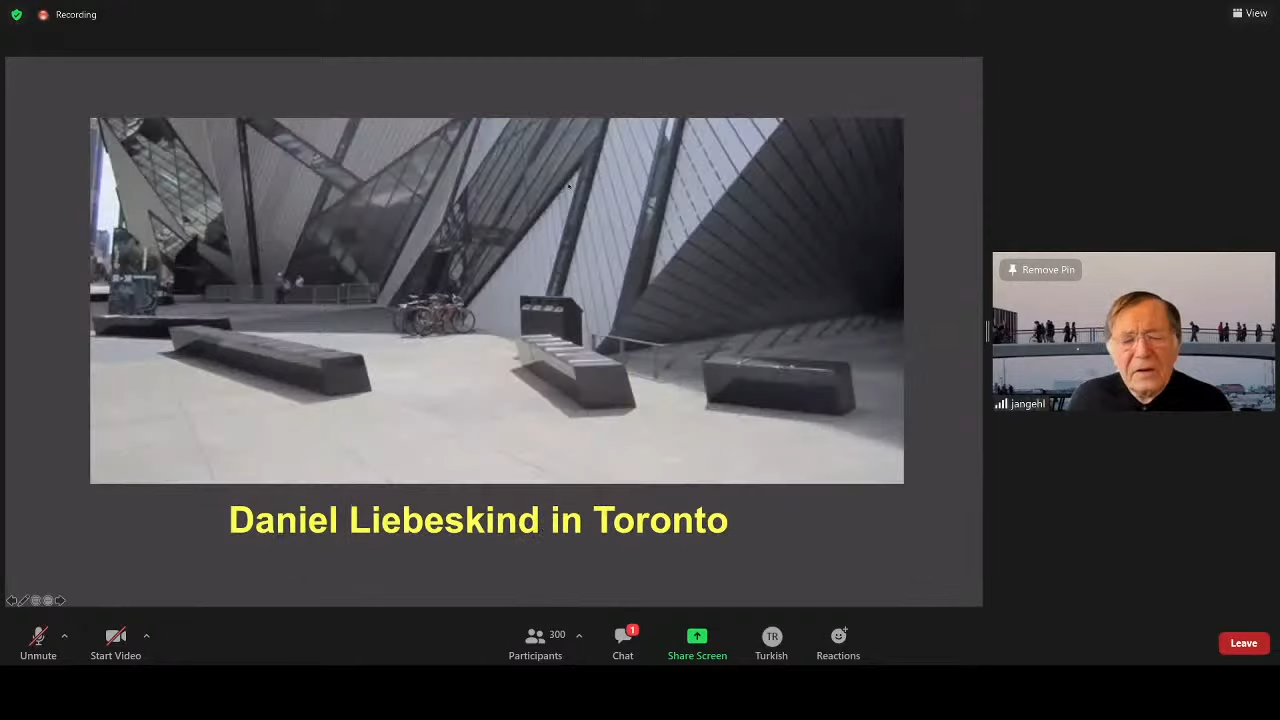 Recording
View
Remove Pin
jangehl
Daniel Liebeskind in Toronto
Unmute
Start Video
300
Participants
1
Chat
Share Screen
TR
Turkish
Reactions
Leave